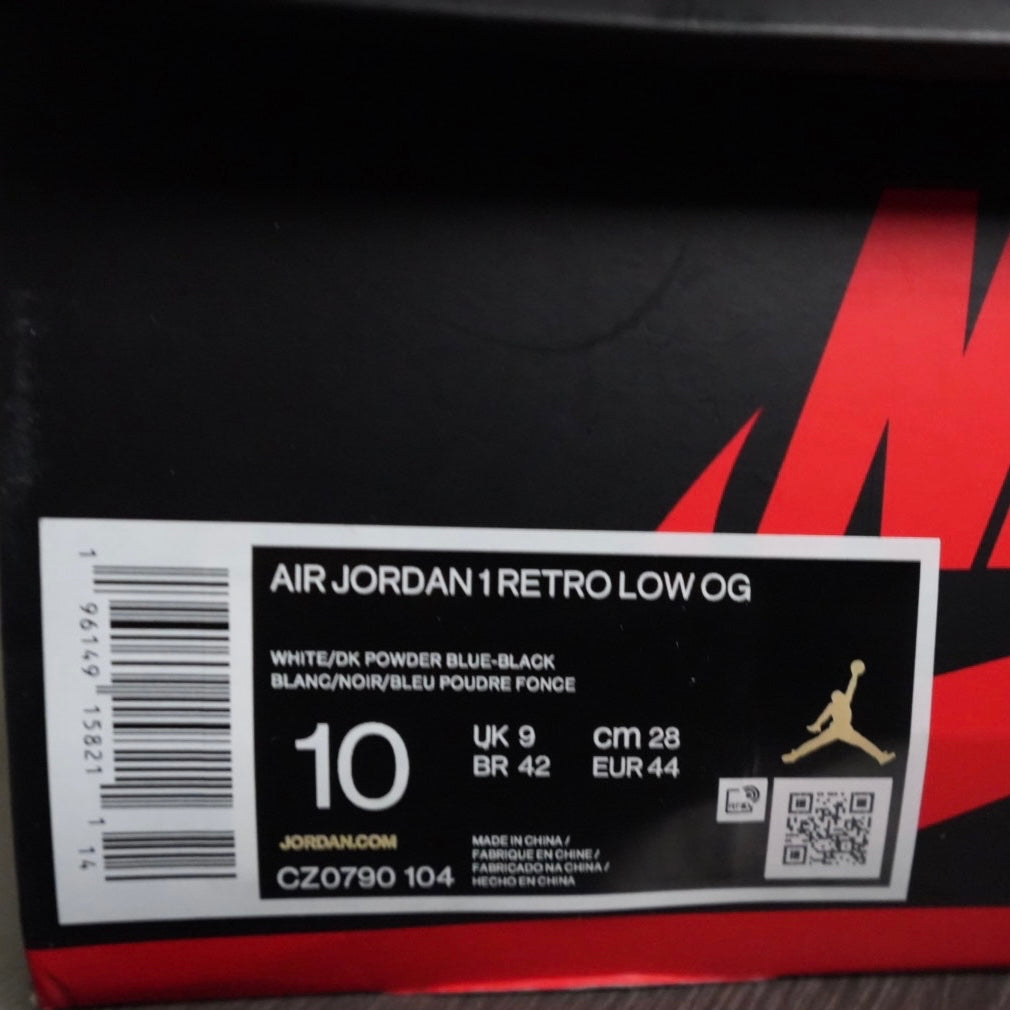 AIR JORDAN 1 RETRO LOW OG
WHITE/DK POWDER BLUE-BLACK
BLANC/NOIR/BLEU POUDRE FONCE
10
UK 9
BR 42
cm 28
EUR 44
JORDAN.COM
CZ0790 104
MADE IN CHINA /
FABRIQUE EN CHINE /
FABRICADO NA CHINA /
HECHO EN CHINA
1 96149 15821 1 14